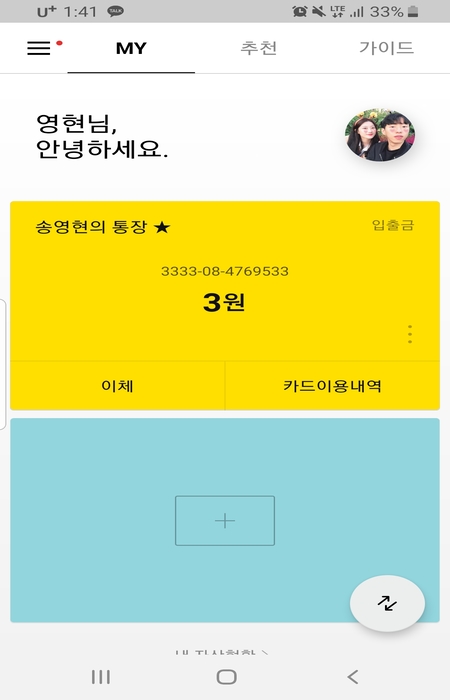 U+ 1:41 TALK LTE 33%
MY 추천 가이드
영현님,
안녕하세요.
송영현의 통장 ★ 입출금
3333-08-4769533
3원
이체 카드이용내역